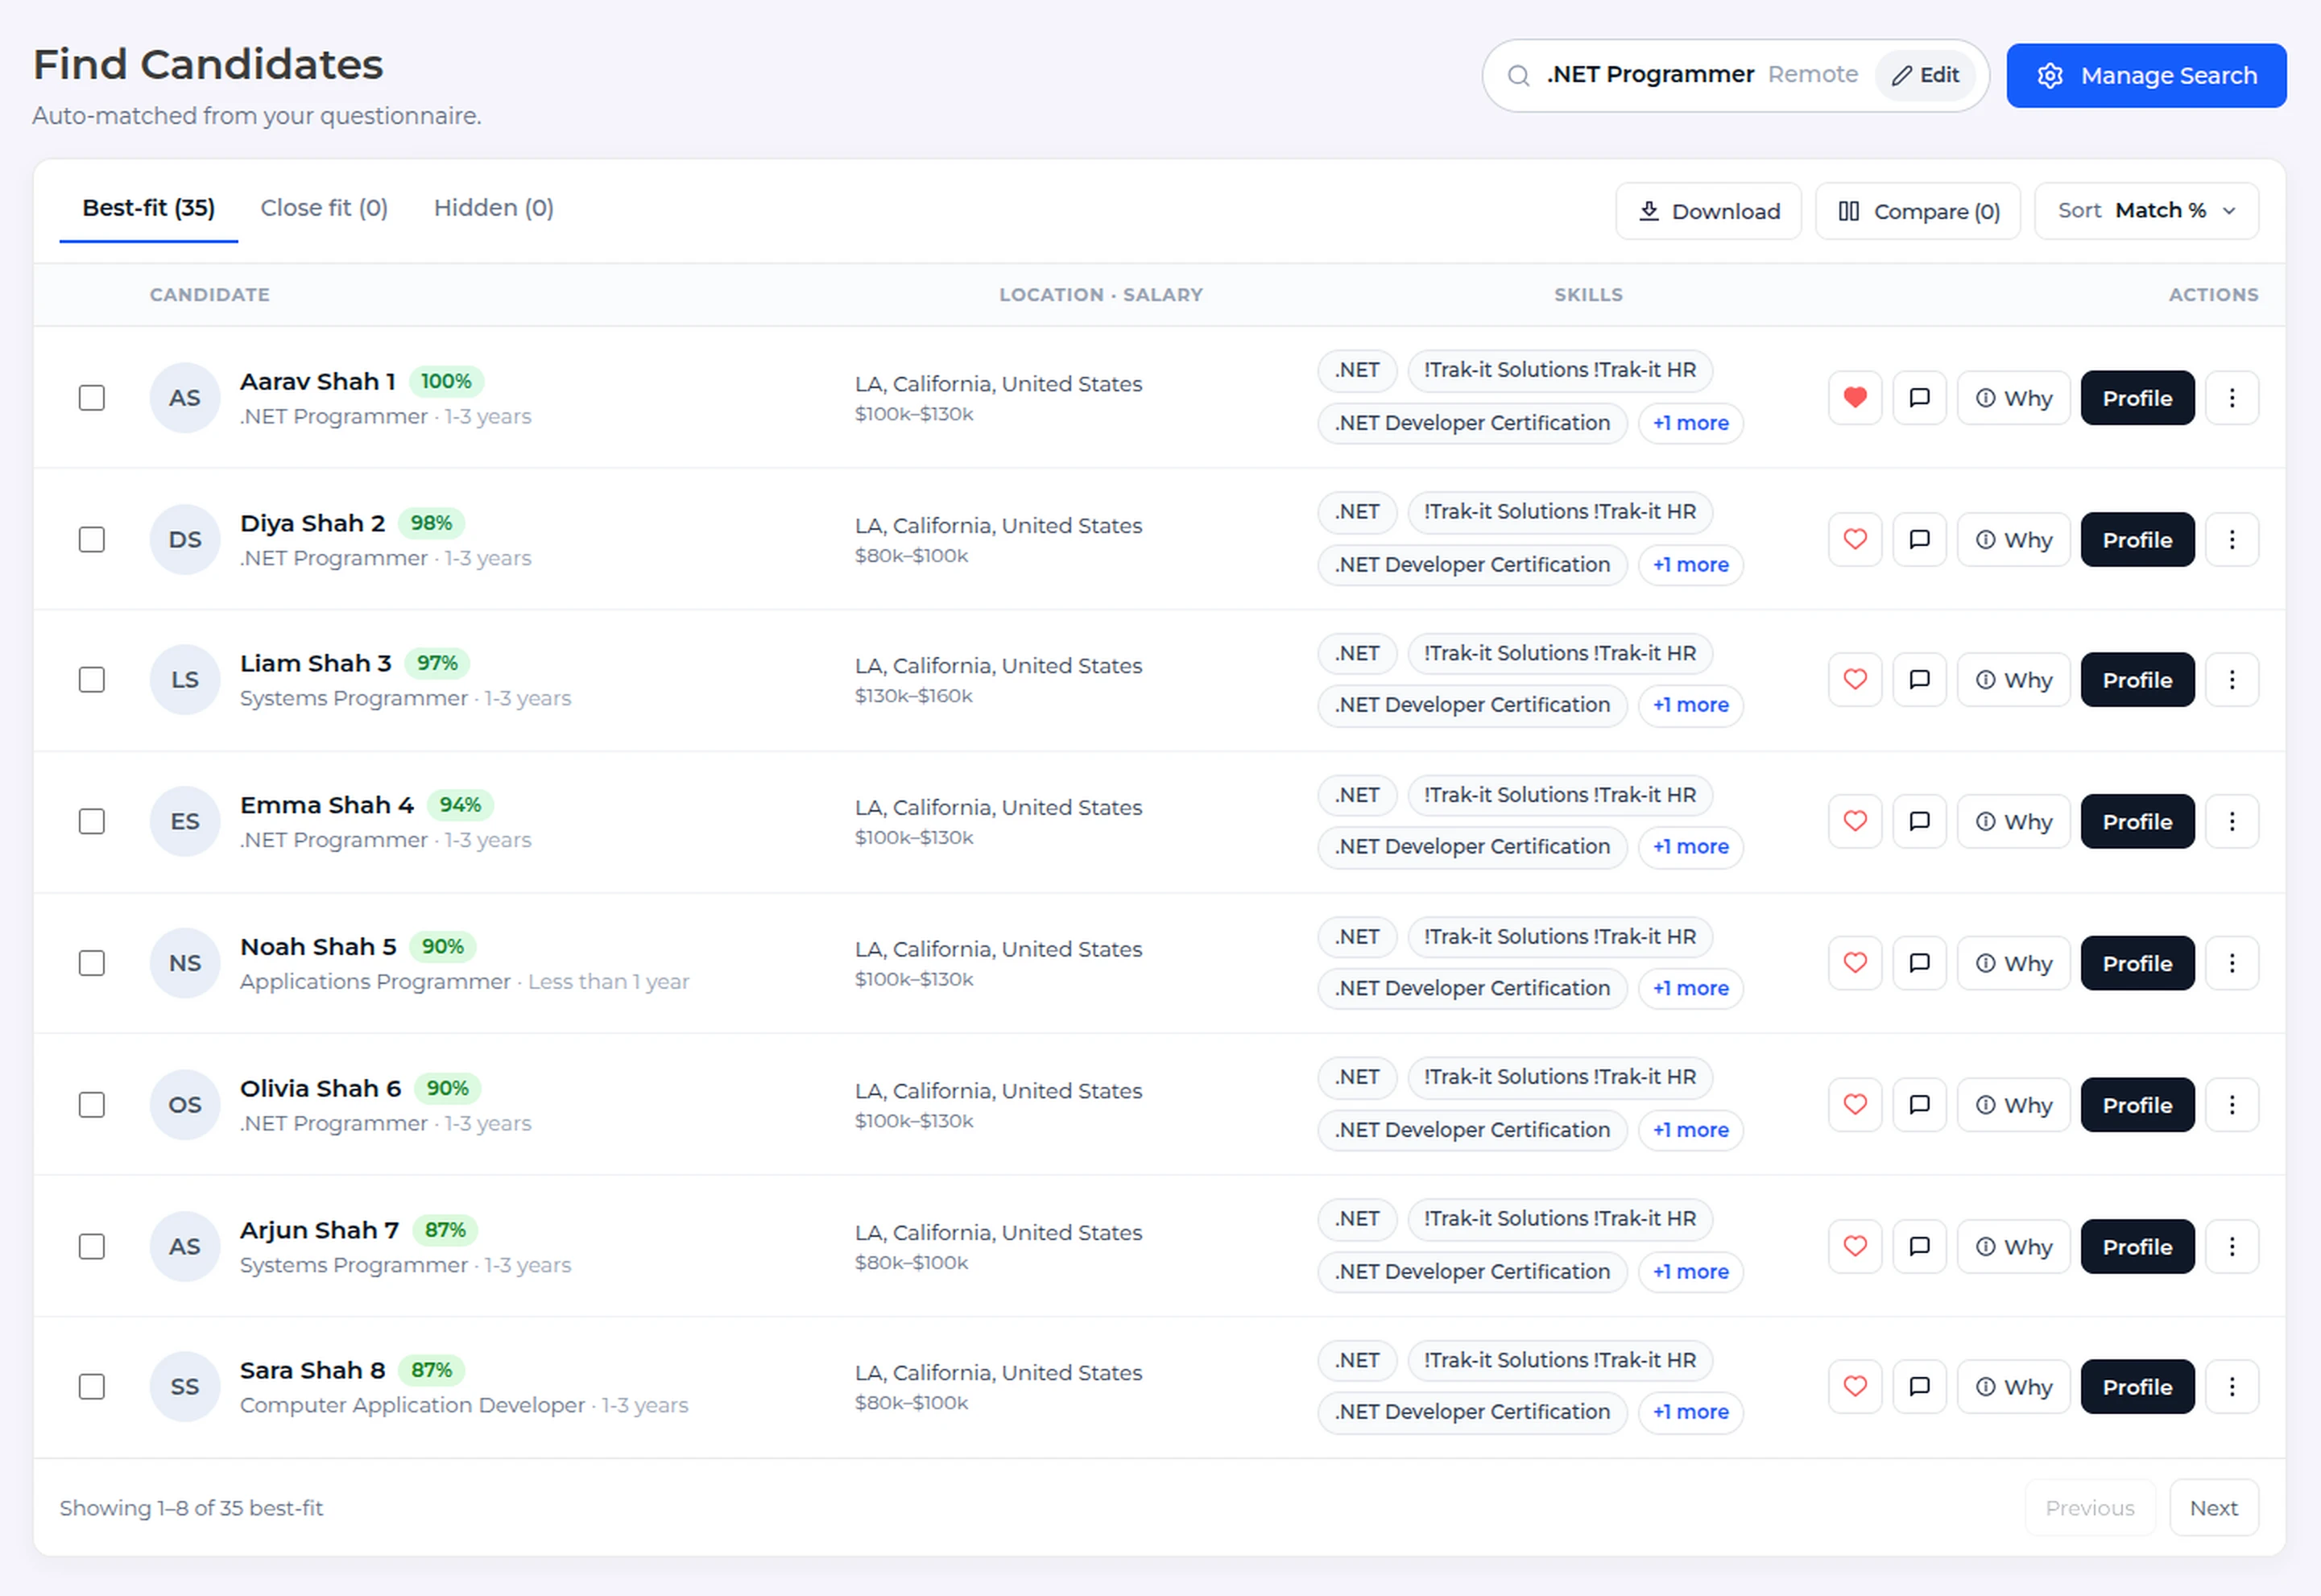 Find Candidates
Auto-matched from your questionnaire.
.NET Programmer Remote Edit
Manage Search
Best-fit (35) Close fit (0) Hidden (0)
Download Compare (0) Sort Match %
CANDIDATE LOCATION · SALARY SKILLS ACTIONS
AS
Aarav Shah 1 100%
.NET Programmer · 1-3 years
LA, California, United States
$100k–$130k
.NET !Trak-it Solutions !Trak-it HR
.NET Developer Certification +1 more
Why Profile
DS
Diya Shah 2 98%
.NET Programmer · 1-3 years
LA, California, United States
$80k–$100k
.NET !Trak-it Solutions !Trak-it HR
.NET Developer Certification +1 more
Why Profile
LS
Liam Shah 3 97%
Systems Programmer · 1-3 years
LA, California, United States
$130k–$160k
.NET !Trak-it Solutions !Trak-it HR
.NET Developer Certification +1 more
Why Profile
ES
Emma Shah 4 94%
.NET Programmer · 1-3 years
LA, California, United States
$100k–$130k
.NET !Trak-it Solutions !Trak-it HR
.NET Developer Certification +1 more
Why Profile
NS
Noah Shah 5 90%
Applications Programmer · Less than 1 year
LA, California, United States
$100k–$130k
.NET !Trak-it Solutions !Trak-it HR
.NET Developer Certification +1 more
Why Profile
OS
Olivia Shah 6 90%
.NET Programmer · 1-3 years
LA, California, United States
$100k–$130k
.NET !Trak-it Solutions !Trak-it HR
.NET Developer Certification +1 more
Why Profile
AS
Arjun Shah 7 87%
Systems Programmer · 1-3 years
LA, California, United States
$80k–$100k
.NET !Trak-it Solutions !Trak-it HR
.NET Developer Certification +1 more
Why Profile
SS
Sara Shah 8 87%
Computer Application Developer · 1-3 years
LA, California, United States
$80k–$100k
.NET !Trak-it Solutions !Trak-it HR
.NET Developer Certification +1 more
Why Profile
Showing 1–8 of 35 best-fit
Previous Next